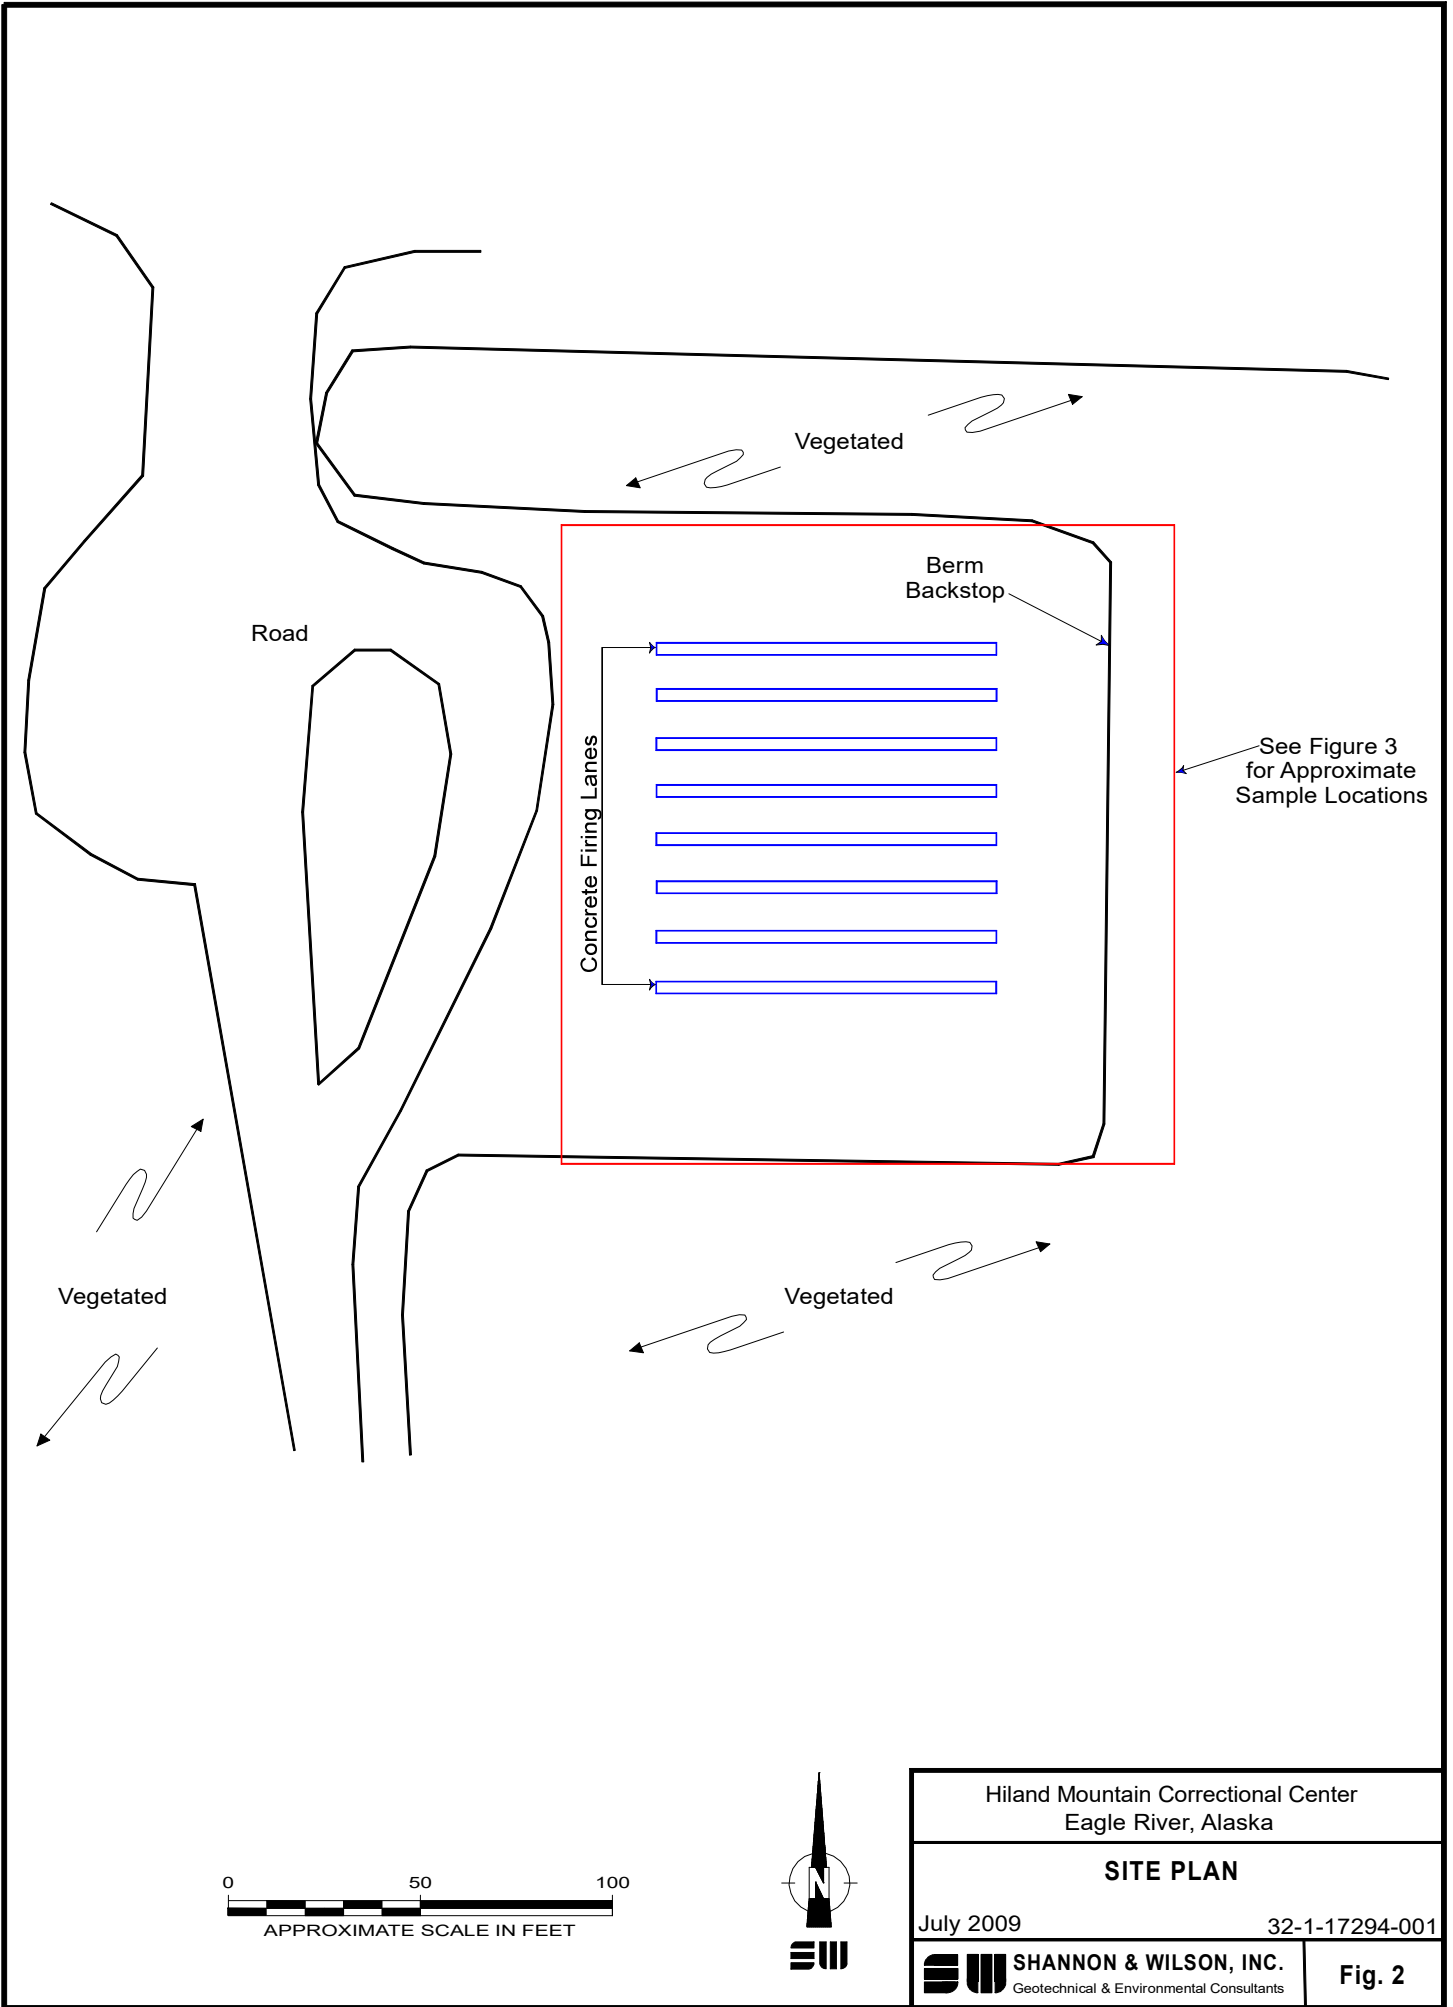 Vegetated
Berm
Backstop
Road
Concrete Firing Lanes
See Figure 3
for Approximate
Sample Locations
Vegetated
Vegetated
0 50 100
APPROXIMATE SCALE IN FEET
N
SW
Hiland Mountain Correctional Center
Eagle River, Alaska
SITE PLAN
July 2009 32-1-17294-001
SW SHANNON & WILSON, INC.
Geotechnical & Environmental Consultants
Fig. 2